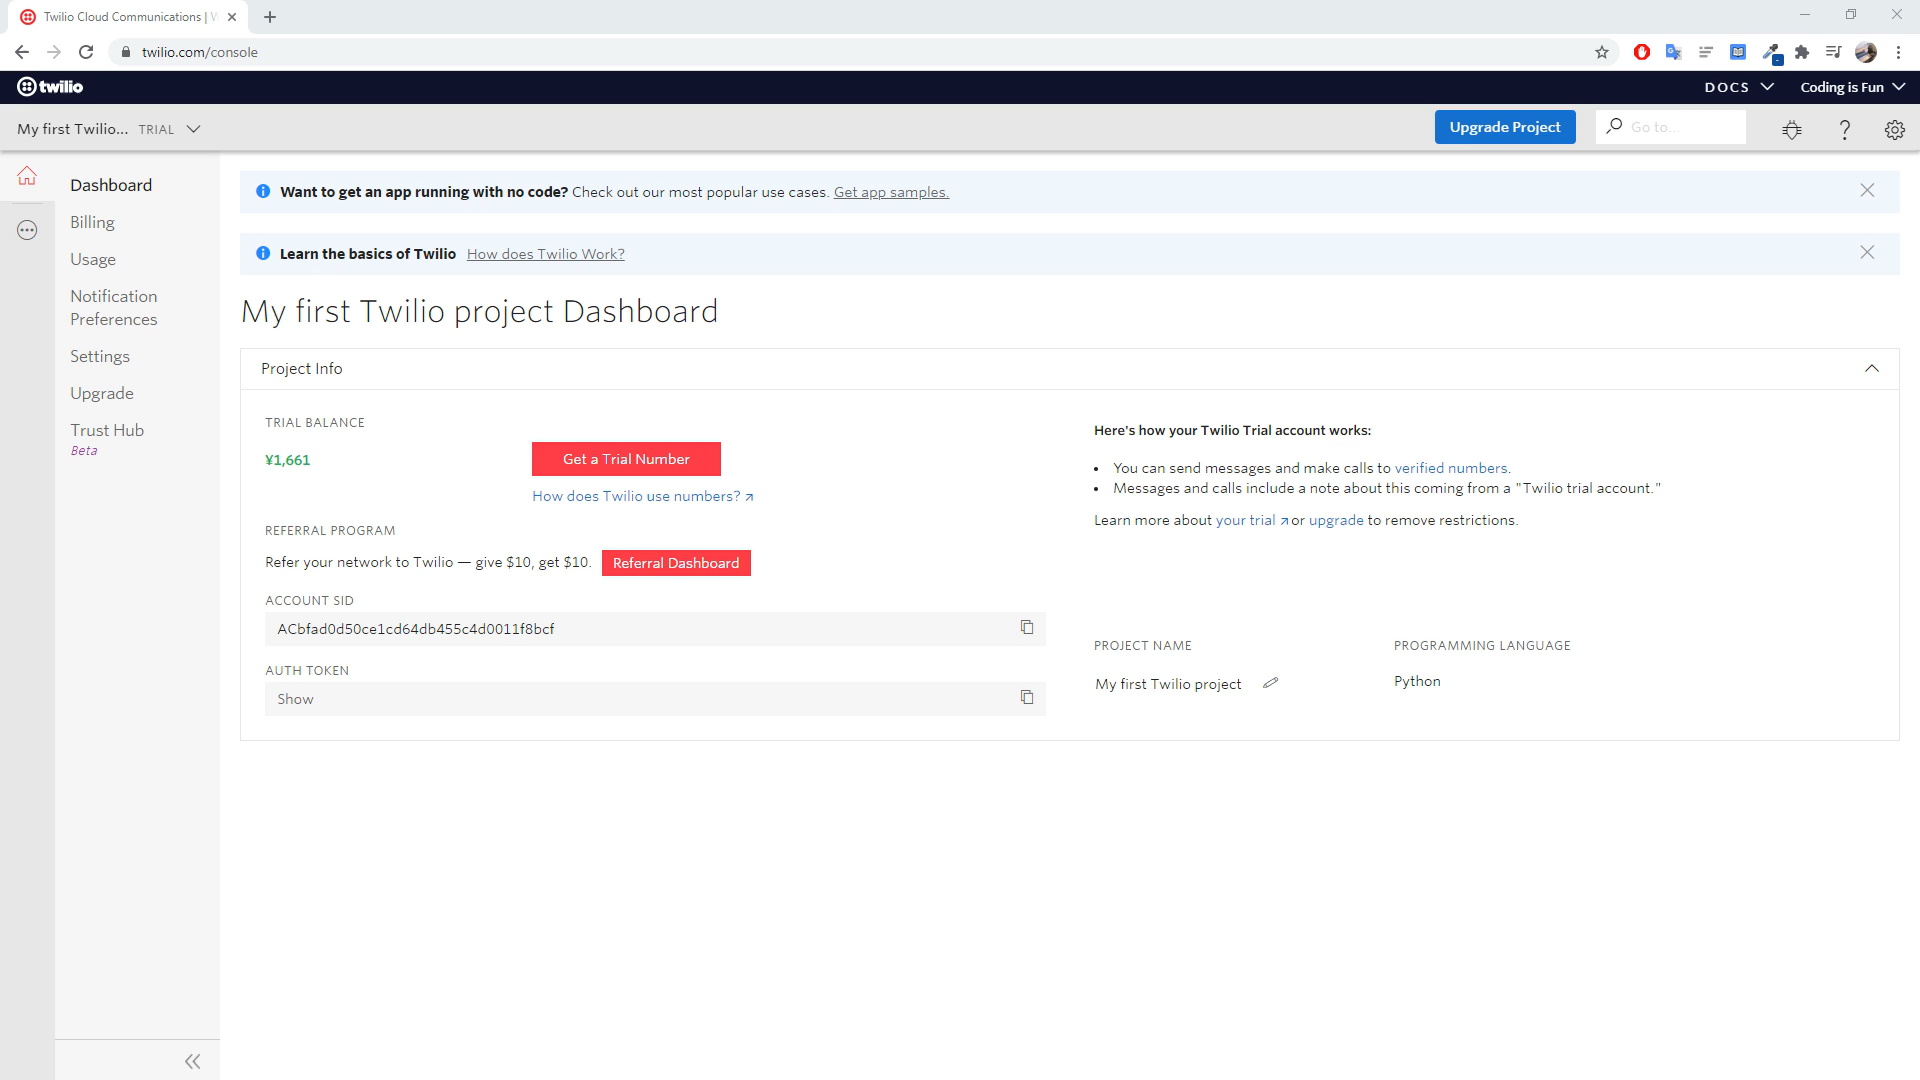 Twilio Cloud Communications |
twilio.com/console
twilio
DOCS
Coding is Fun
My first Twilio... TRIAL
Upgrade Project
Go to...
Dashboard
Billing
Usage
Notification
Preferences
Settings
Upgrade
Trust Hub
Beta
Want to get an app running with no code? Check out our most popular use cases. Get app samples.
Learn the basics of Twilio How does Twilio Work?
My first Twilio project Dashboard
Project Info
TRIAL BALANCE
¥1,661
Get a Trial Number
How does Twilio use numbers?
REFERRAL PROGRAM
Refer your network to Twilio — give $10, get $10. Referral Dashboard
ACCOUNT SID
ACbfad0d50ce1cd64db455c4d0011f8bcf
AUTH TOKEN
Show
Here's how your Twilio Trial account works:
• You can send messages and make calls to verified numbers.
• Messages and calls include a note about this coming from a "Twilio trial account."
Learn more about your trial or upgrade to remove restrictions.
PROJECT NAME
My first Twilio project
PROGRAMMING LANGUAGE
Python